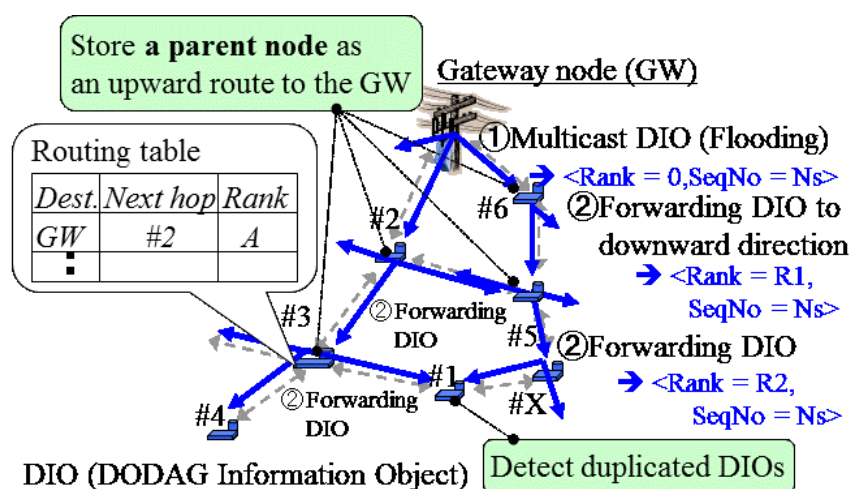 Store a parent node as
an upward route to the GW
Gateway node (GW)
①Multicast DIO (Flooding)
➔ <Rank = 0,SeqNo = Ns>
Routing table
Dest. Next hop Rank
GW #2 A
#6
②Forwarding DIO to
downward direction
➔ <Rank = R1,
SeqNo = Ns>
#2
#3
②Forwarding
DIO
#5
②Forwarding DIO
➔ <Rank = R2,
SeqNo = Ns>
#1
#X
②Forwarding
DIO
#4
DIO (DODAG Information Object)
Detect duplicated DIOs